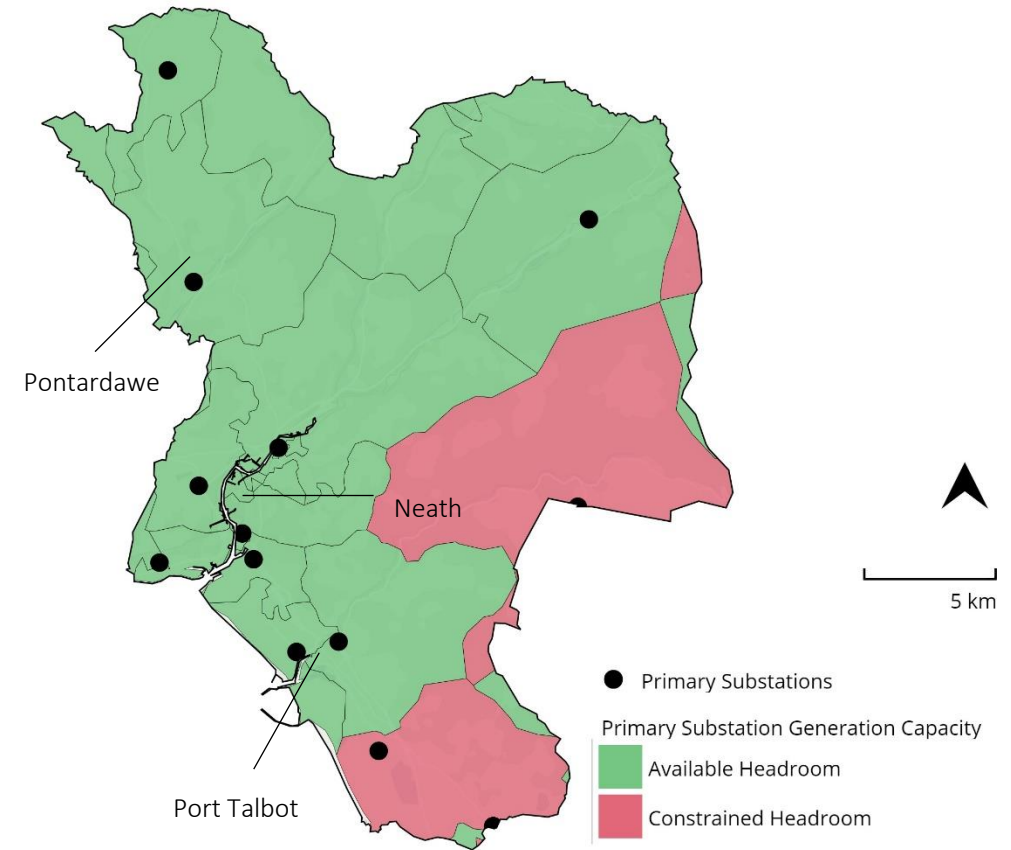 Pontardawe
Neath
Port Talbot
5 km
Primary Substations
Primary Substation Generation Capacity
Available Headroom
Constrained Headroom